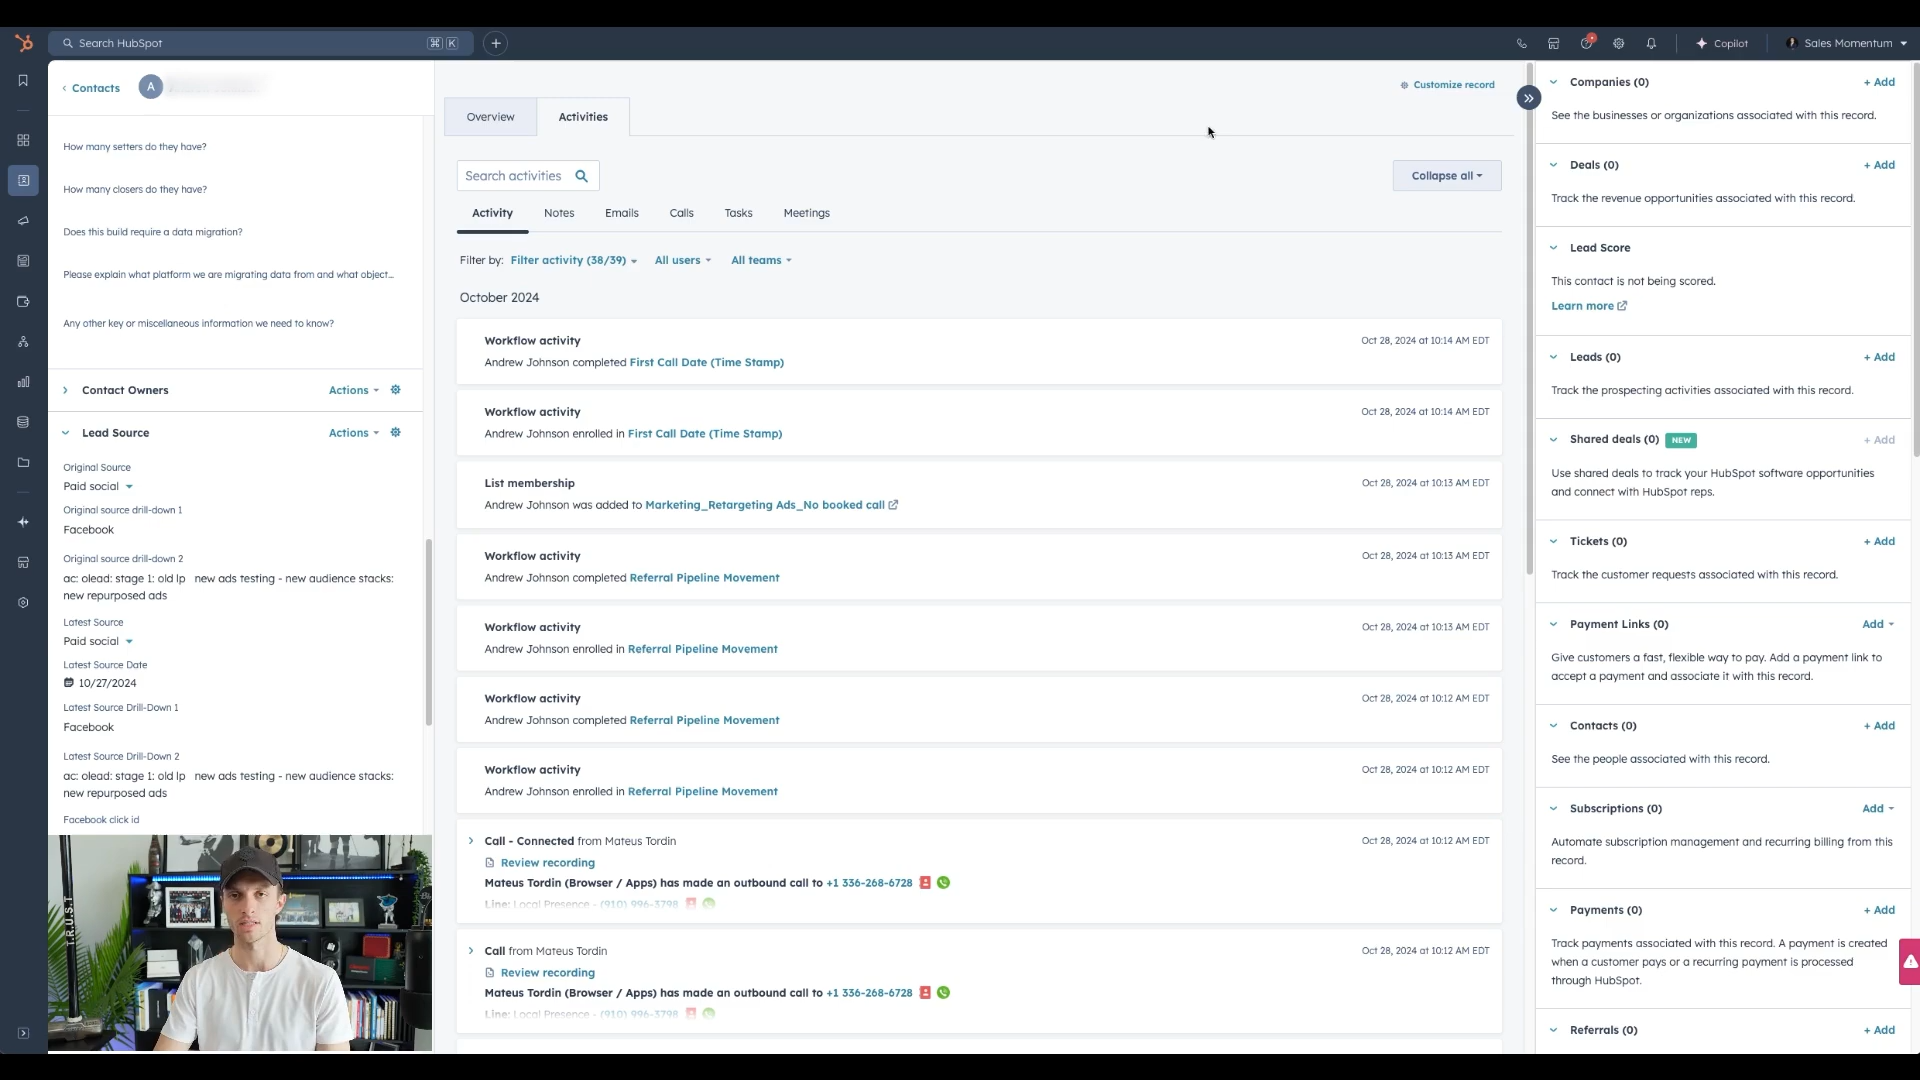 Search HubSpot
⌘ K
Copilot
Sales Momentum
Contacts
A
How many setters do they have?
How many closers do they have?
Does this build require a data migration?
Please explain what platform we are migrating data from and what object...
Any other key or miscellaneous information we need to know?
Contact Owners
Actions
Lead Source
Actions
Original Source
Paid social
Original source drill-down 1
Facebook
Original source drill-down 2
ac: olead: stage 1: old lp new ads testing - new audience stacks:
new repurposed ads
Latest Source
Paid social
Latest Source Date
10/27/2024
Latest Source Drill-Down 1
Facebook
Latest Source Drill-Down 2
ac: olead: stage 1: old lp new ads testing - new audience stacks:
new repurposed ads
Facebook click id
T.R.U.S.T
Customize record
Overview
Activities
Search activities
Collapse all
Activity
Notes
Emails
Calls
Tasks
Meetings
Filter by: Filter activity (38/39) All users All teams
October 2024
Workflow activity
Oct 28, 2024 at 10:14 AM EDT
Andrew Johnson completed First Call Date (Time Stamp)
Workflow activity
Oct 28, 2024 at 10:14 AM EDT
Andrew Johnson enrolled in First Call Date (Time Stamp)
List membership
Oct 28, 2024 at 10:13 AM EDT
Andrew Johnson was added to Marketing_Retargeting Ads_No booked call
Workflow activity
Oct 28, 2024 at 10:13 AM EDT
Andrew Johnson completed Referral Pipeline Movement
Workflow activity
Oct 28, 2024 at 10:13 AM EDT
Andrew Johnson enrolled in Referral Pipeline Movement
Workflow activity
Oct 28, 2024 at 10:12 AM EDT
Andrew Johnson completed Referral Pipeline Movement
Workflow activity
Oct 28, 2024 at 10:12 AM EDT
Andrew Johnson enrolled in Referral Pipeline Movement
Call - Connected from Mateus Tordin
Oct 28, 2024 at 10:12 AM EDT
Review recording
Mateus Tordin (Browser / Apps) has made an outbound call to +1 336-268-6728
Line: Local Presence - (910) 996-3798
Call from Mateus Tordin
Oct 28, 2024 at 10:12 AM EDT
Review recording
Mateus Tordin (Browser / Apps) has made an outbound call to +1 336-268-6728
Line: Local Presence - (910) 996-3798
Companies (0)
+ Add
See the businesses or organizations associated with this record.
Deals (0)
+ Add
Track the revenue opportunities associated with this record.
Lead Score
This contact is not being scored.
Learn more
Leads (0)
+ Add
Track the prospecting activities associated with this record.
Shared deals (0) NEW
+ Add
Use shared deals to track your HubSpot software opportunities
and connect with HubSpot reps.
Tickets (0)
+ Add
Track the customer requests associated with this record.
Payment Links (0)
Add
Give customers a fast, flexible way to pay. Add a payment link to
accept a payment and associate it with this record.
Contacts (0)
+ Add
See the people associated with this record.
Subscriptions (0)
Add
Automate subscription management and recurring billing from this
record.
Payments (0)
+ Add
Track payments associated with this record. A payment is created
when a customer pays or a recurring payment is processed
through HubSpot.
Referrals (0)
+ Add